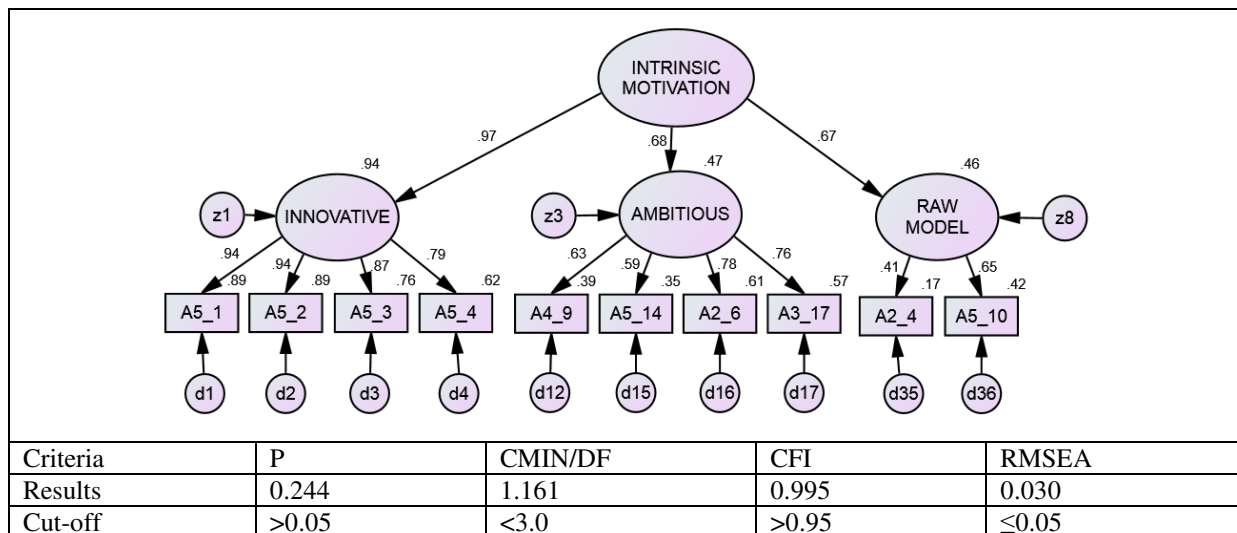 INTRINSIC
MOTIVATION
.97
.68
.67
.94
.47
.46
z1
INNOVATIVE
z3
AMBITIOUS
RAW
MODEL
z8
.94
.94
.87
.79
.63
.59
.78
.76
.41
.65
.89
.89
.76
.62
.39
.35
.61
.57
.17
.42
A5_1
A5_2
A5_3
A5_4
A4_9
A5_14
A2_6
A3_17
A2_4
A5_10
d1
d2
d3
d4
d12
d15
d16
d17
d35
d36
Criteria P CMIN/DF CFI RMSEA
Results 0.244 1.161 0.995 0.030
Cut-off >0.05 <3.0 >0.95 ≤0.05